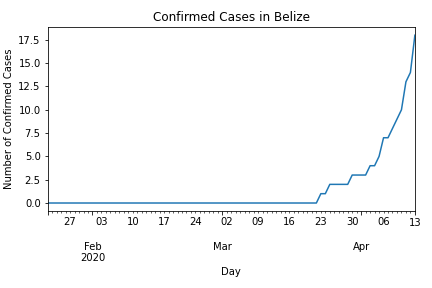 Confirmed Cases in Belize
Number of Confirmed Cases
17.5
15.0
12.5
10.0
7.5
5.0
2.5
0.0
27 03 10 17 24 02 09 16 23 30 06 13
Feb Mar Apr
2020
Day